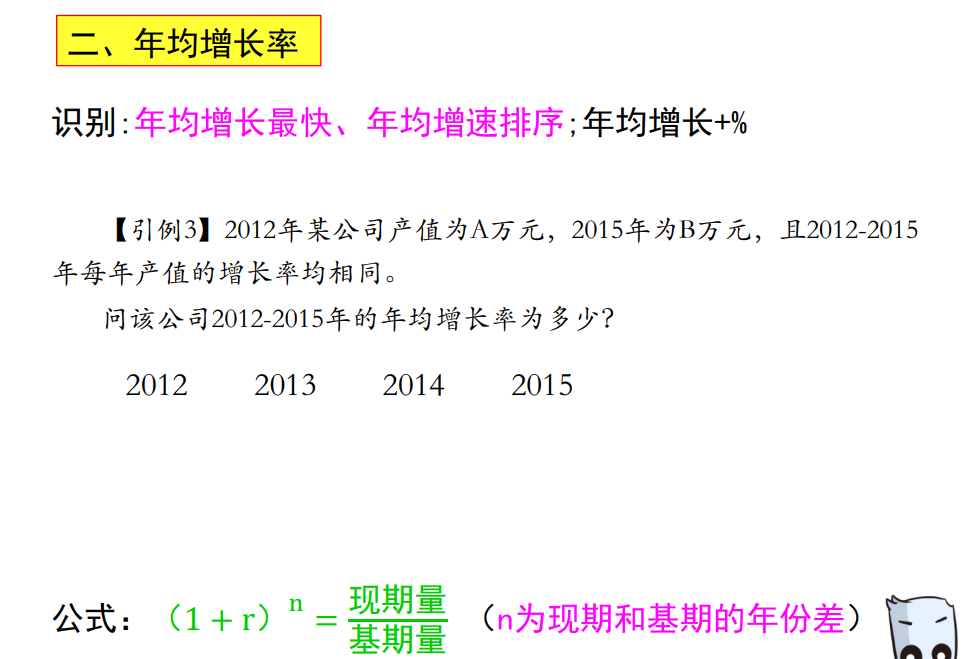 二、年均增长率
识别:年均增长最快、年均增速排序;年均增长+%
【引例3】2012年某公司产值为A万元，2015年为B万元，且2012-2015
年每年产值的增长率均相同。
问该公司2012-2015年的年均增长率为多少？
2012 2013 2014 2015
公式：（1＋r）^n = 现期量/基期量 （n为现期和基期的年份差）